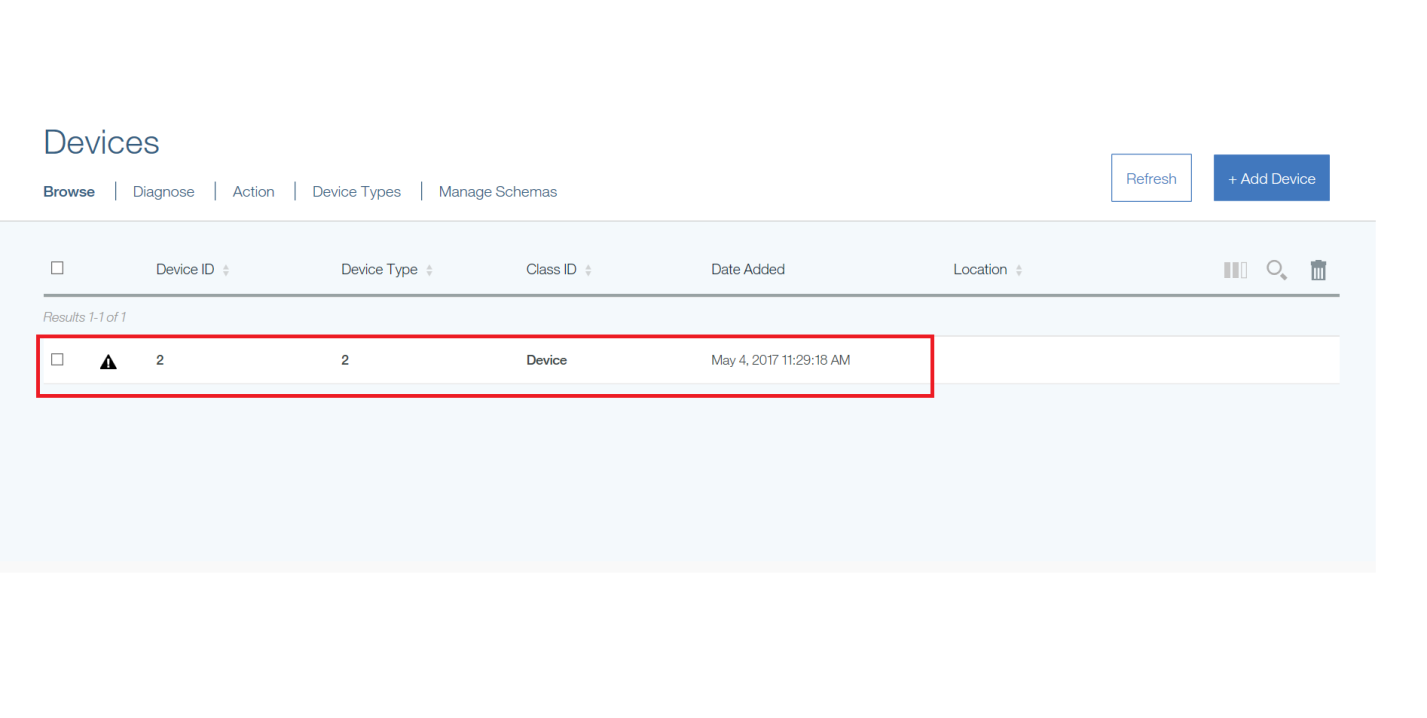 Devices
Browse | Diagnose | Action | Device Types | Manage Schemas
Refresh
+ Add Device
Device ID Device Type Class ID Date Added Location
Results 1-1 of 1
2 2 Device May 4, 2017 11:29:18 AM